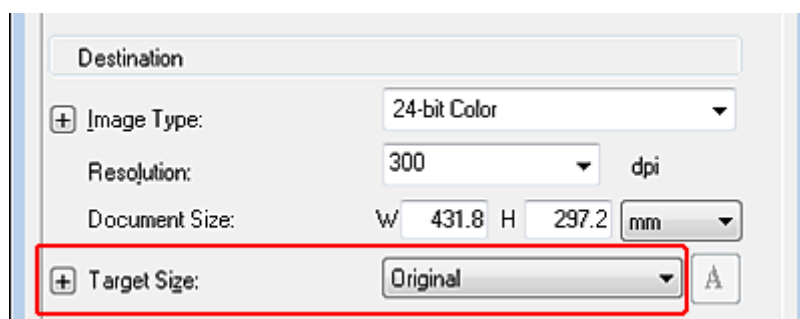 Destination
Image Type: 24-bit Color
Resolution: 300 dpi
Document Size: W 431.8 H 297.2 mm
Target Size: Original A